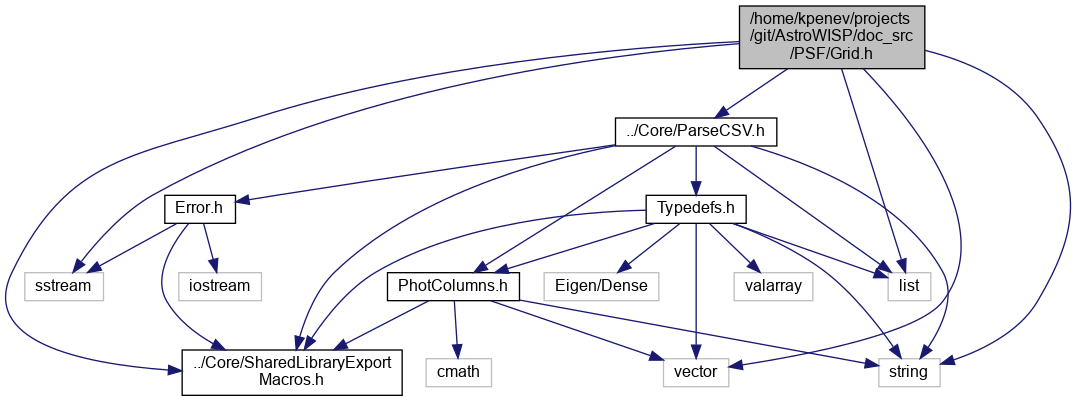 /home/kpenev/projects
/git/AstroWISP/doc_src
/PSF/Grid.h
../Core/ParseCSV.h
Error.h
Typedefs.h
sstream
iostream
PhotColumns.h
Eigen/Dense
valarray
list
../Core/SharedLibraryExport
Macros.h
cmath
vector
string